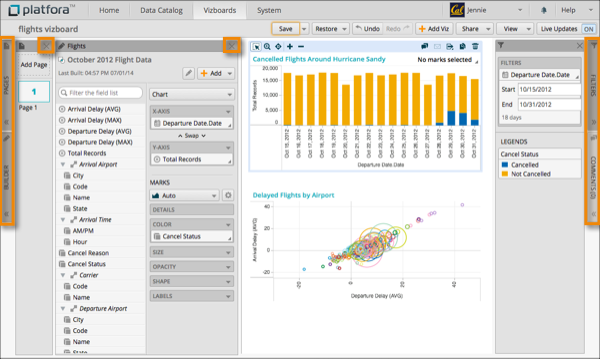 platfora
Home
Data Catalog
Vizboards
System
Cal
Jennie
flights vizboard
Save
Restore
Undo
Redo
Add Viz
Share
View
Live Updates
ON
PAGES
BUILDER
Add Page
1
Page 1
Flights
October 2012 Flight Data
Last Built: 04:57 PM 07/01/14
Add
Filter the field list
Arrival Delay (AVG)
Arrival Delay (MAX)
Departure Delay (AVG)
Departure Delay (MAX)
Total Records
Arrival Airport
City
Code
Name
State
Arrival Time
AM/PM
Hour
Cancel Reason
Cancel Status
Carrier
Code
Name
Departure Airport
City
Code
Name
State
Chart
X-AXIS
Departure Date.Date
Swap
Y-AXIS
Total Records
MARKS
Auto
DETAILS
COLOR
Cancel Status
SIZE
OPACITY
SHAPE
LABELS
Cancelled Flights Around Hurricane Sandy
No marks selected
Total Records
20,000
15,000
10,000
5,000
0
Oct 15, 2012
Oct 16, 2012
Oct 17, 2012
Oct 18, 2012
Oct 19, 2012
Oct 20, 2012
Oct 21, 2012
Oct 22, 2012
Oct 23, 2012
Oct 24, 2012
Oct 25, 2012
Oct 26, 2012
Oct 27, 2012
Oct 28, 2012
Oct 29, 2012
Oct 30, 2012
Oct 31, 2012
Departure Date.Date
Delayed Flights by Airport
Arrival Delay (AVG)
40
20
0
-20
-20
0
20
40
Departure Delay (AVG)
FILTERS
Departure Date.Date
Start
10/15/2012
End
10/31/2012
18 days
LEGENDS
Cancel Status
Cancelled
Not Cancelled
FILTERS
COMMENTS (0)